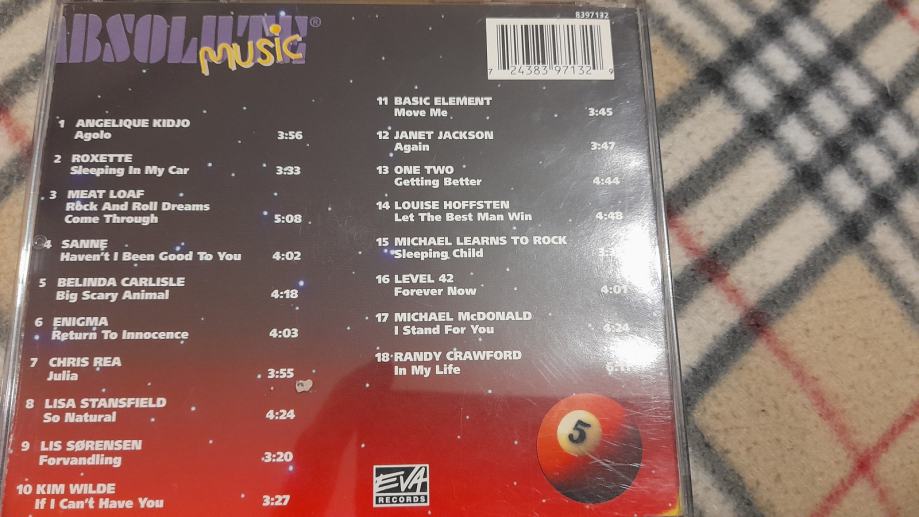 ABSOLUTE®
music
8397132
7 24383 97132 9
1 ANGELIQUE KIDJO
Agolo 3:56
2 ROXETTE
Sleeping In My Car 3:33
3 MEAT LOAF
Rock And Roll Dreams
Come Through 5:08
4 SANNE
Haven't I Been Good To You 4:02
5 BELINDA CARLISLE
Big Scary Animal 4:18
6 ENIGMA
Return To Innocence 4:03
7 CHRIS REA
Julia 3:55
8 LISA STANSFIELD
So Natural 4:24
9 LIS SØRENSEN
Forvandling 3:20
10 KIM WILDE
If I Can't Have You 3:27
11 BASIC ELEMENT
Move Me 3:45
12 JANET JACKSON
Again 3:47
13 ONE TWO
Getting Better 4:44
14 LOUISE HOFFSTEN
Let The Best Man Win 4:48
15 MICHAEL LEARNS TO ROCK
Sleeping Child
16 LEVEL 42
Forever Now 4:01
17 MICHAEL McDONALD
I Stand For You 4:24
18 RANDY CRAWFORD
In My Life
5
EVA
RECORDS